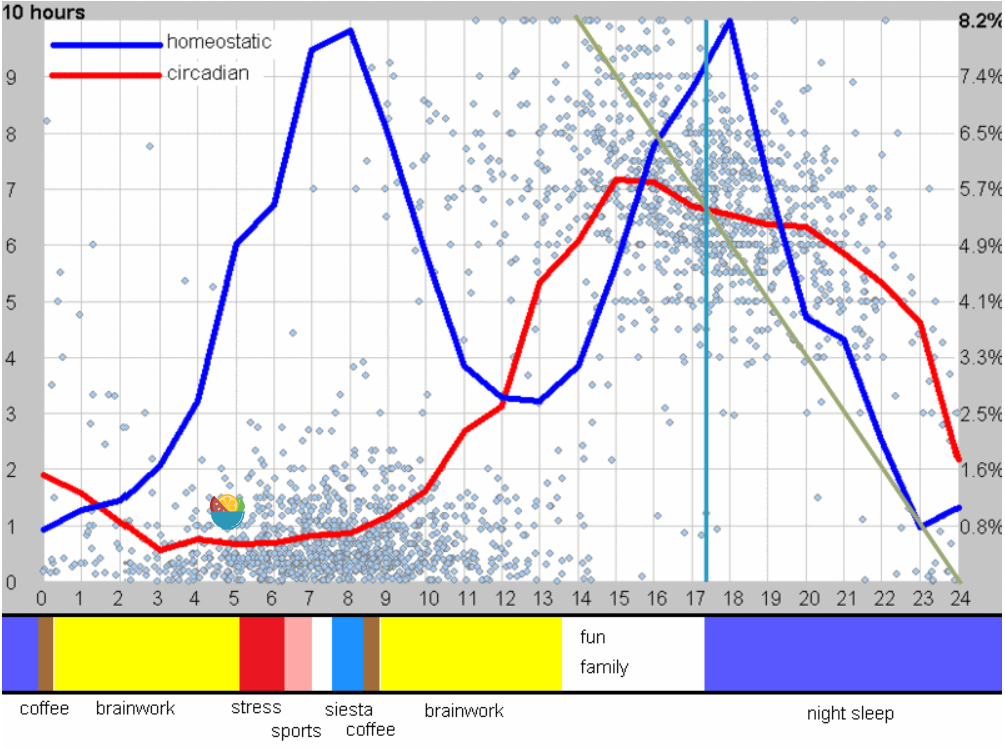 10 hours
8.2%
homeostatic
circadian
9
7.4%
8
6.5%
7
5.7%
6
4.9%
5
4.1%
4
3.3%
3
2.5%
2
1.6%
1
0.8%
0
0 1 2 3 4 5 6 7 8 9 10 11 12 13 14 15 16 17 18 19 20 21 22 23 24
fun
family
coffee brainwork stress sports siesta coffee brainwork night sleep